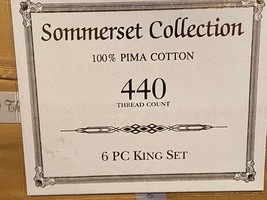 Sommerset Collection
100% PIMA COTTON
440
THREAD COUNT
6 PC KING SET